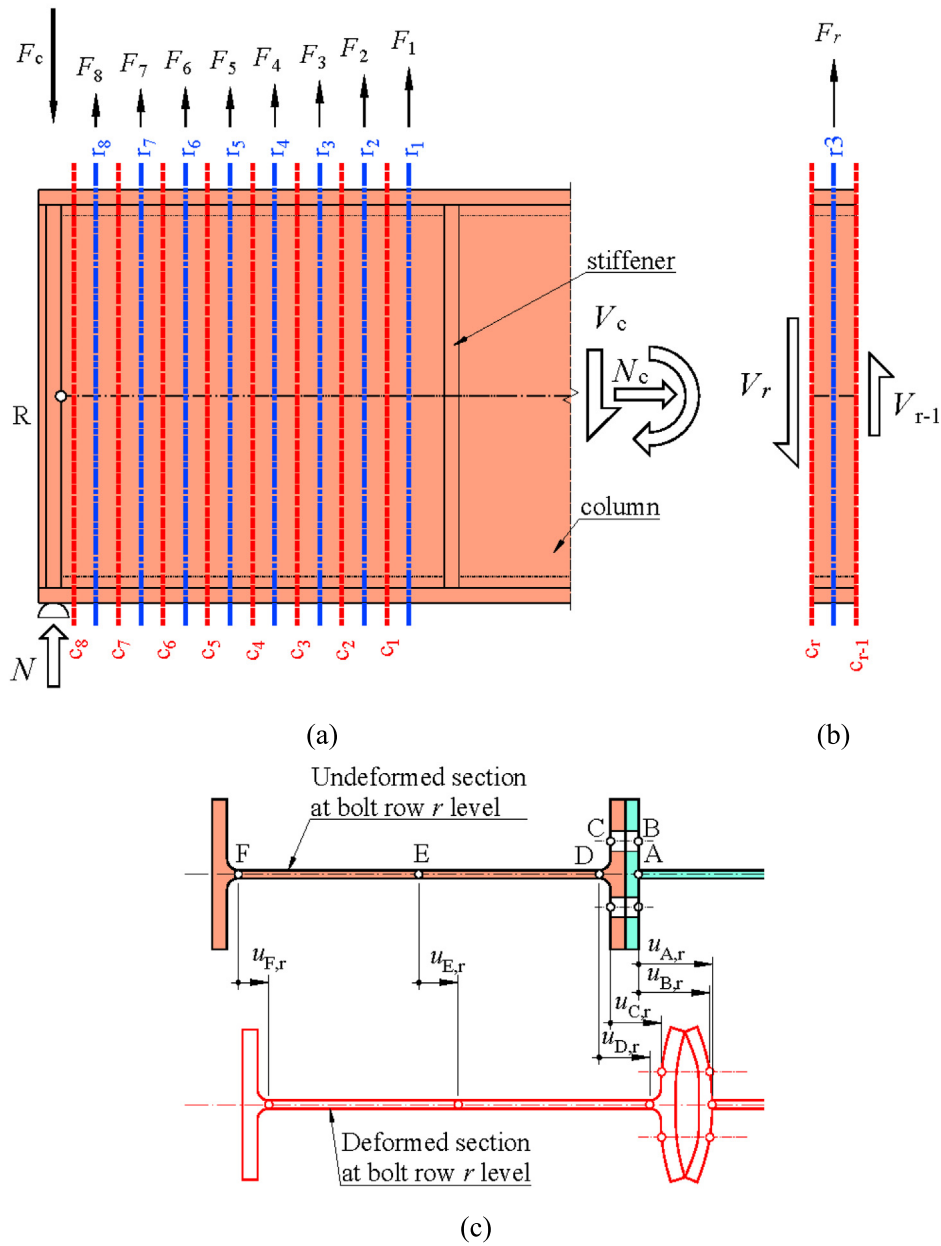 F_c
F_8
F_7
F_6
F_5
F_4
F_3
F_2
F_1
r_8
r_7
r_6
r_5
r_4
r_3
r_2
r_1
stiffener
V_c
N_c
R
column
N
c_8
c_7
c_6
c_5
c_4
c_3
c_2
c_1
(a)
F_r
r3
V_r
V_r-1
c_r
c_r-1
(b)
Undeformed section
at bolt row r level
F
E
D
C
B
A
u_F,r
u_E,r
u_A,r
u_B,r
u_C,r
u_D,r
Deformed section
at bolt row r level
(c)